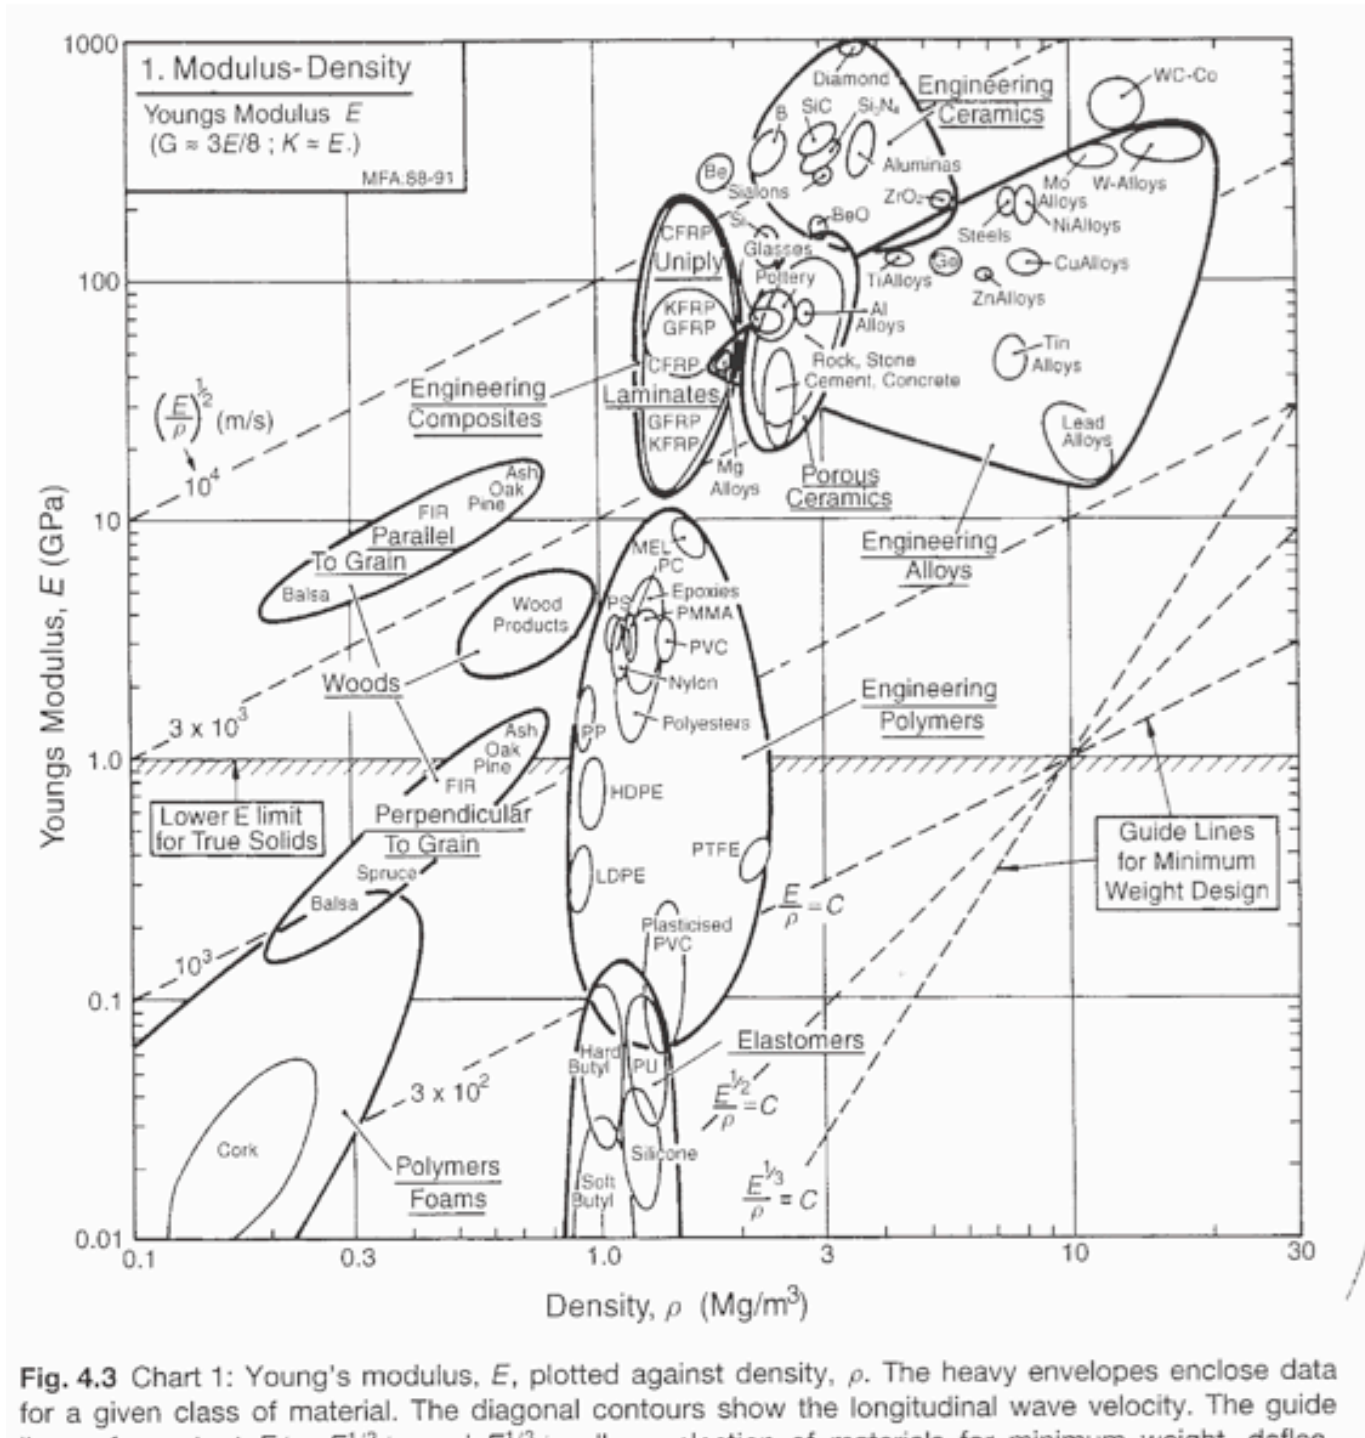 1. Modulus-Density
Youngs Modulus E
(G ≈ 3E/8 ; K ≈ E.)
MFA:88-91
1000
100
10
1.0
0.1
0.01
Youngs Modulus, E (GPa)
0.1
0.3
1.0
3
10
30
Density, ρ (Mg/m³)
Diamond
Engineering
Ceramics
B
SiC
Si₃N₄
Aluminas
Sialons
Be
ZrO₂
BeO
Si
Glasses
Pottery
WC-Co
Mo
Alloys
W-Alloys
Steels
NiAlloys
TiAlloys
Ge
CuAlloys
ZnAlloys
Al
Alloys
Tin
Alloys
Lead
Alloys
Rock, Stone
Cement, Concrete
Porous
Ceramics
Mg
Alloys
CFRP
Uniply
KFRP
GFRP
CFRP
Laminates
GFRP
KFRP
Engineering
Composites
Engineering
Alloys
(E/ρ)^½ (m/s)
10⁴
3 x 10³
10³
3 x 10²
Ash
Oak
Pine
FIR
Parallel
To Grain
Balsa
Wood
Products
Woods
Ash
Oak
Pine
FIR
Perpendicular
To Grain
Spruce
Balsa
Lower E limit
for True Solids
MEL
PC
Epoxies
PS
PMMA
PVC
Nylon
Polyesters
PP
HDPE
LDPE
PTFE
Plasticised
PVC
Engineering
Polymers
Guide Lines
for Minimum
Weight Design
E/ρ = C
E^½/ρ = C
E^⅓/ρ = C
Elastomers
Hard
Butyl
PU
Silicone
Soft
Butyl
Cork
Polymers
Foams
Fig. 4.3 Chart 1: Young's modulus, E, plotted against density, ρ. The heavy envelopes enclose data
for a given class of material. The diagonal contours show the longitudinal wave velocity. The guide